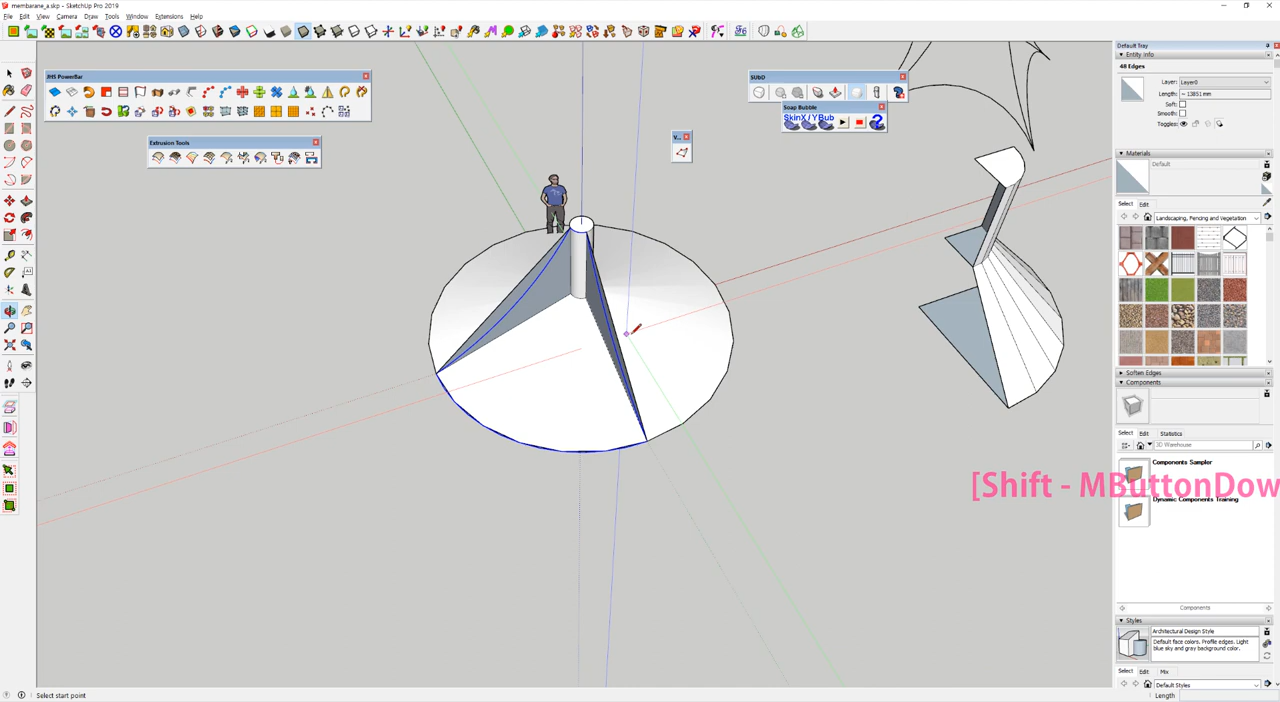 membarane_a.skp - SketchUp Pro 2019
File Edit View Camera Draw Tools Window Extensions Help
JHS PowerBar
Extrusion Tools
V...
SUbD
Soap Bubble
SkinX / YBub
Default Tray
Entity Info
48 Edges
Layer: Layer0
Length: ~ 13851 mm
Soft:
Smooth:
Toggles:
Materials
Default
Select Edit
Landscaping, Fencing and Vegetation
Soften Edges
Components
Select Edit Statistics
3D Warehouse
Components Sampler
[Shift - MButtonDow
Dynamic Components Training
Components
Styles
Architectural Design Style
Default face colors. Profile edges. Light
blue sky and gray background color.
Select Edit Mix
Default Styles
Select start point
Length